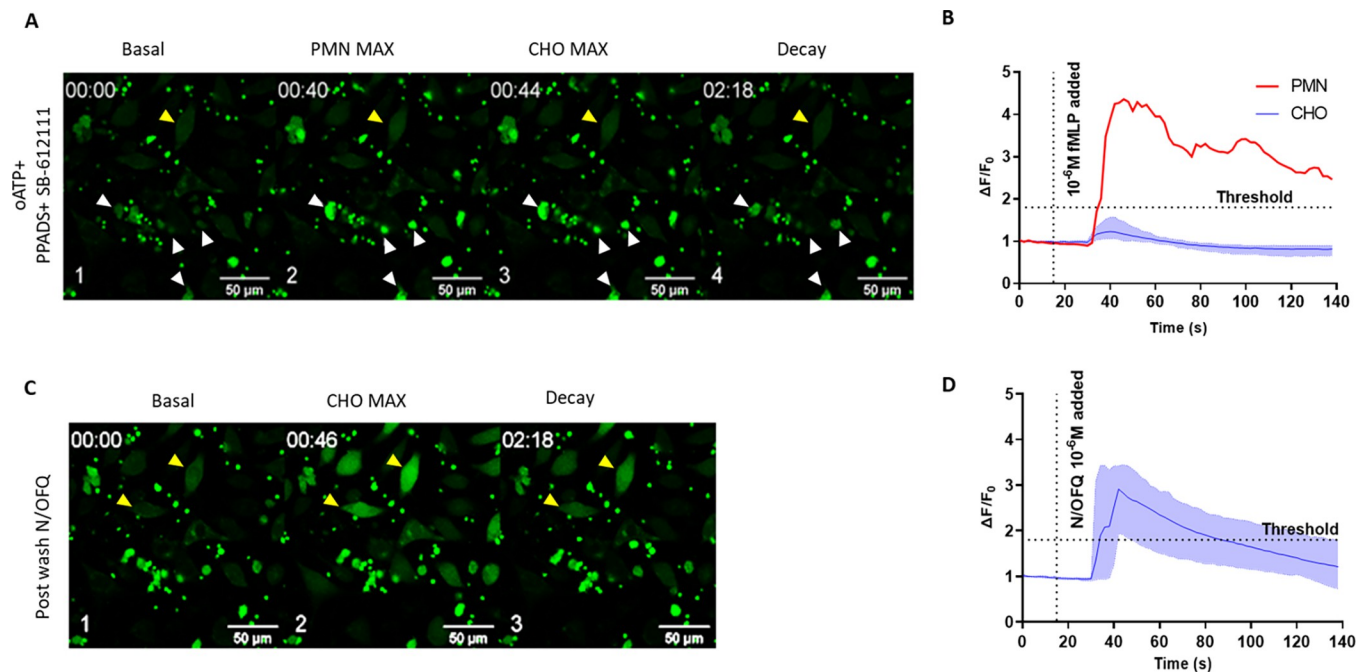 A
Basal
PMN MAX
CHO MAX
Decay
oATP+
PPADS+ SB-612111
00:00
00:40
00:44
02:18
1
2
3
4
50 µm
50 µm
50 µm
50 µm
B
ΔF/F0
5
4
3
2
1
0
10⁻⁶M fMLP added
PMN
CHO
Threshold
0
20
40
60
80
100
120
140
Time (s)
C
Basal
CHO MAX
Decay
Post wash N/OFQ
00:00
00:46
02:18
1
2
3
50 µm
50 µm
50 µm
D
ΔF/F0
5
4
3
2
1
0
N/OFQ 10⁻⁶M added
Threshold
0
20
40
60
80
100
120
140
Time (s)